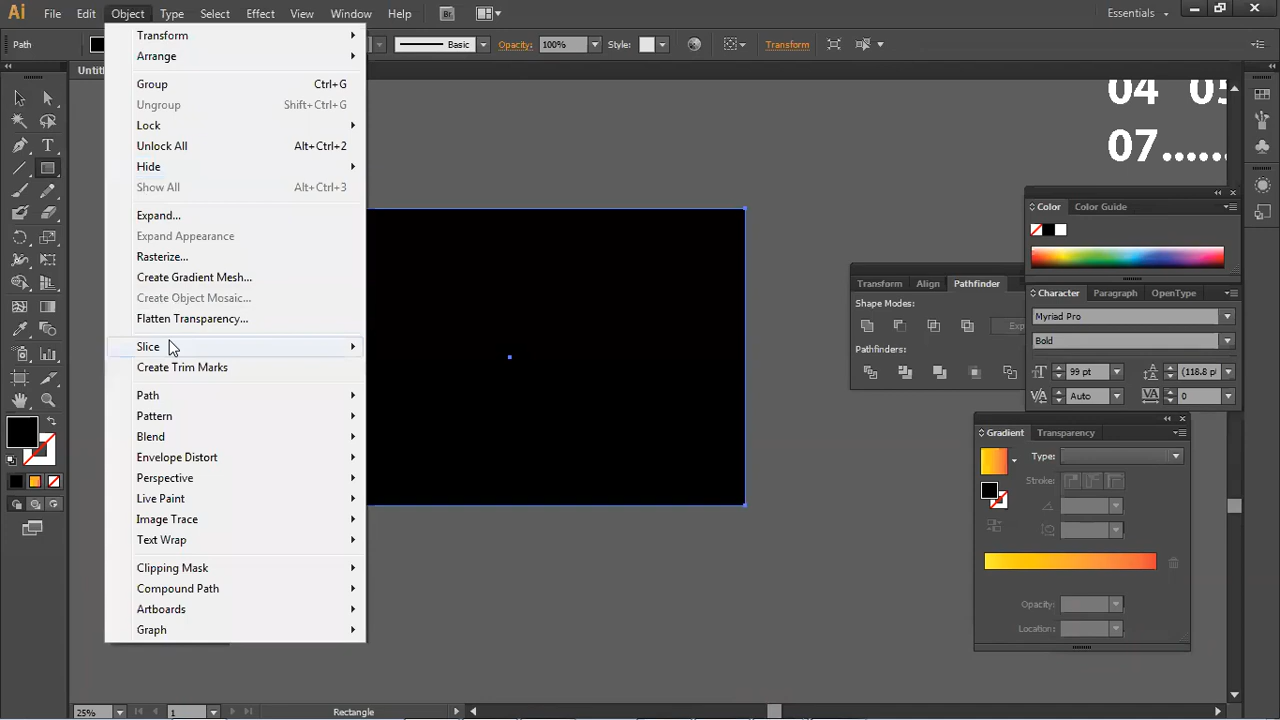 Ai File Edit Object Type Select Effect View Window Help Br Essentials
Path Basic Opacity: 100% Style: Transform
04
07......
Transform
Arrange
Group Ctrl+G
Ungroup Shift+Ctrl+G
Lock
Unlock All Alt+Ctrl+2
Hide
Show All Alt+Ctrl+3
Expand...
Expand Appearance
Rasterize...
Create Gradient Mesh...
Create Object Mosaic...
Flatten Transparency...
Slice
Create Trim Marks
Path
Pattern
Blend
Envelope Distort
Perspective
Live Paint
Image Trace
Text Wrap
Clipping Mask
Compound Path
Artboards
Graph
Color Color Guide
Transform Align Pathfinder
Shape Modes:
Pathfinders:
Character Paragraph OpenType
Myriad Pro
Bold
99 pt (118.8 pt
Auto 0
Gradient Transparency
Type:
Stroke:
Opacity:
Location:
25% 1 Rectangle